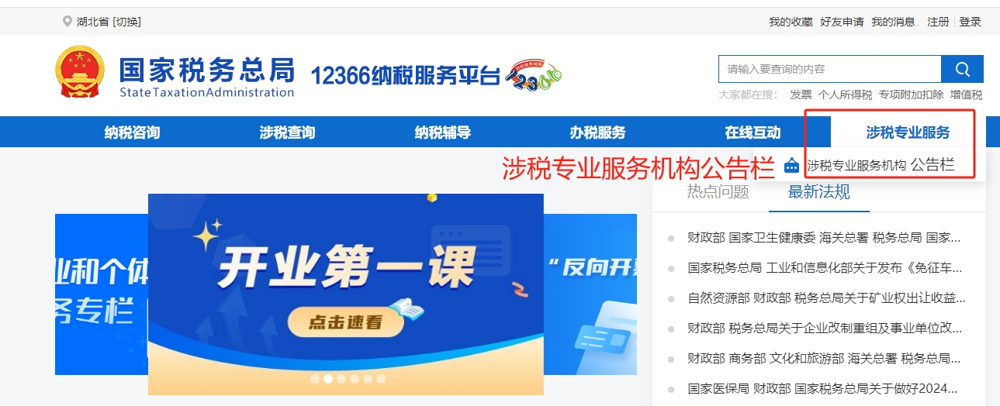 湖北省 [切换]
我的收藏 好友申请 我的消息 注册 登录
国家税务总局
State Taxation Administration
12366纳税服务平台
12366
请输入要查询的内容
大家都在搜： 发票 个人所得税 专项附加扣除 增值税
纳税咨询 涉税查询 纳税辅导 办税服务 在线互动 涉税专业服务
涉税专业服务机构公告栏
涉税专业服务机构 公告栏
热点问题 最新法规
业和个体
务专栏
开业第一课
点击速看
“反向开票
财政部 国家卫生健康委 海关总署 税务总局 国家...
国家税务总局 工业和信息化部关于发布《免征车...
自然资源部 财政部 税务总局关于矿业权出让收益...
财政部 税务总局关于企业改制重组及事业单位改...
财政部 商务部 文化和旅游部 海关总署 税务总局...
国家医保局 财政部 国家税务总局关于做好2024...